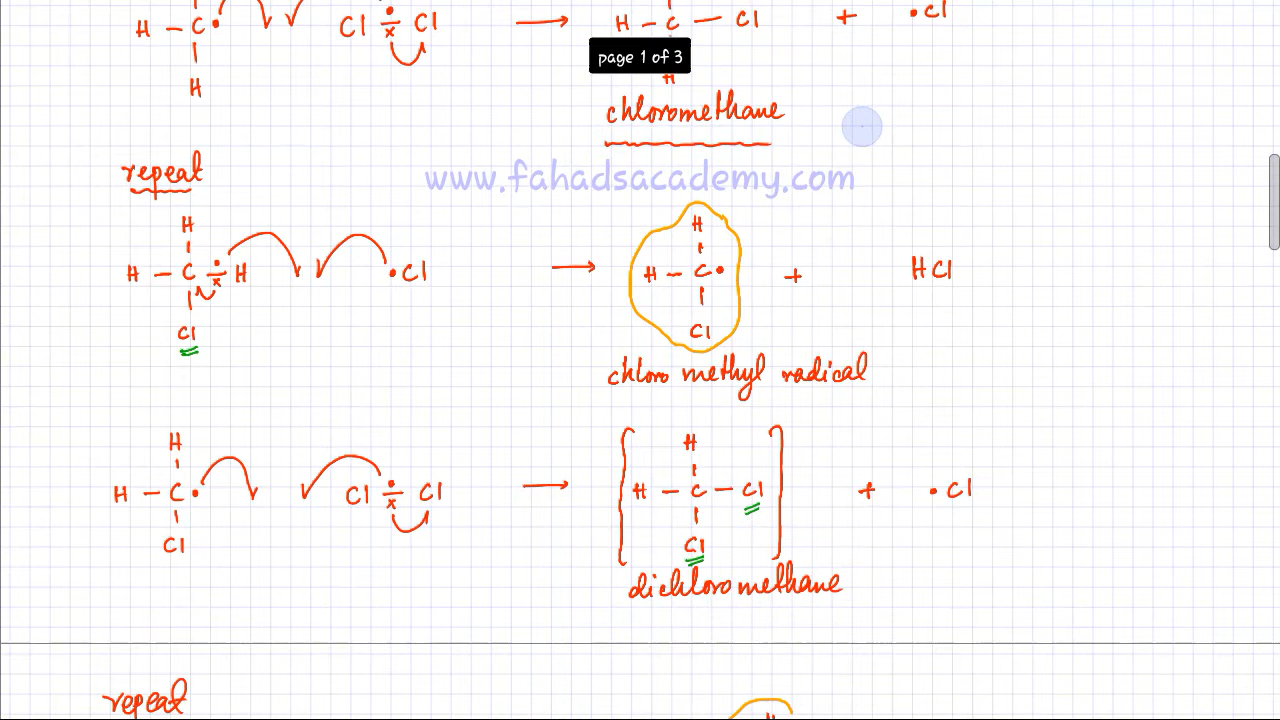 H – C • Cl •× Cl ⟶ H – C – Cl + •Cl
page 1 of 3
H H
chloromethane
repeat
www.fahadsacademy.com
H H
H – C •× H •Cl ⟶ H – C • + HCl
Cl Cl
chloro methyl radical
H H
H – C • Cl •× Cl ⟶ [ H – C – Cl ] + •Cl
Cl Cl
dichloromethane
repeat
H